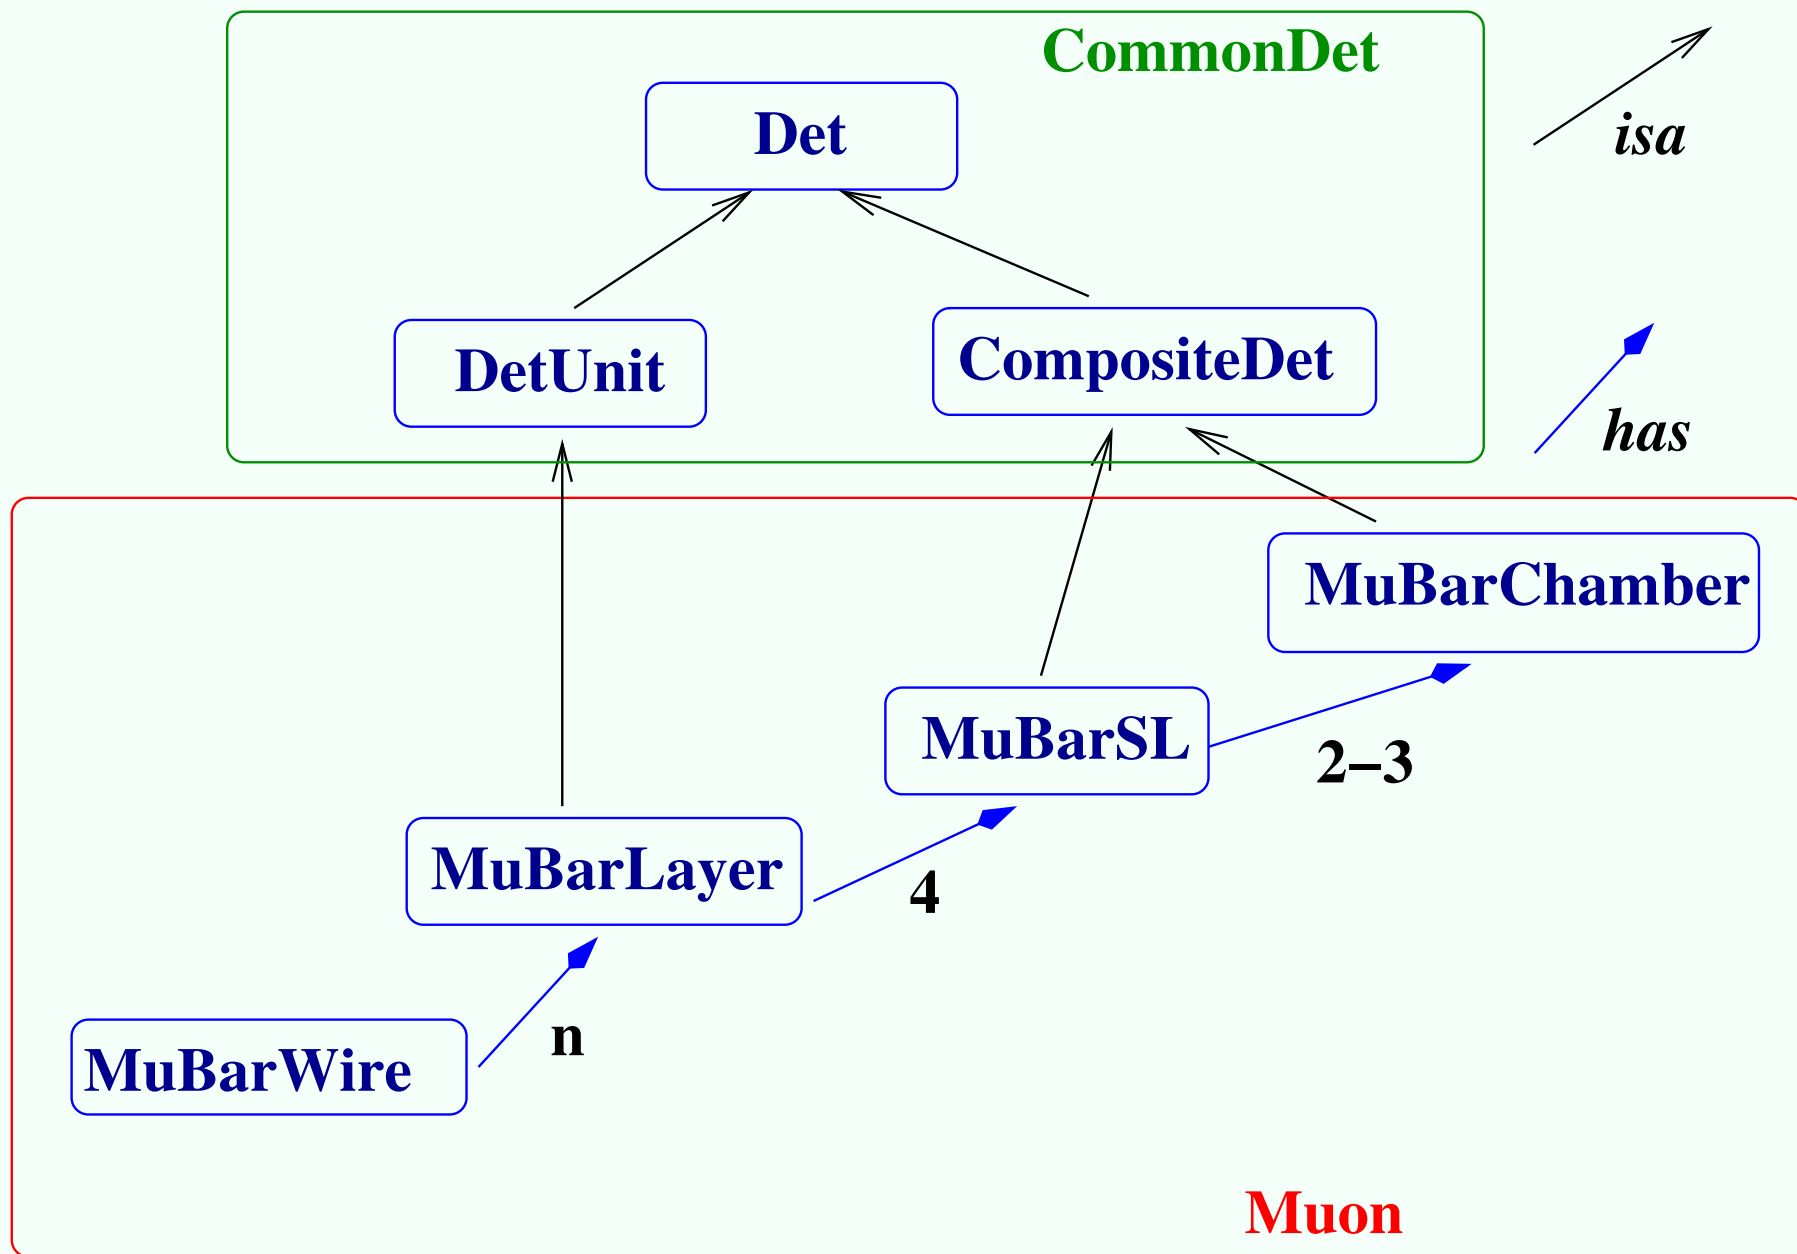 CommonDet
Det
isa
DetUnit
CompositeDet
has
MuBarChamber
MuBarSL
2–3
MuBarLayer
4
n
MuBarWire
Muon